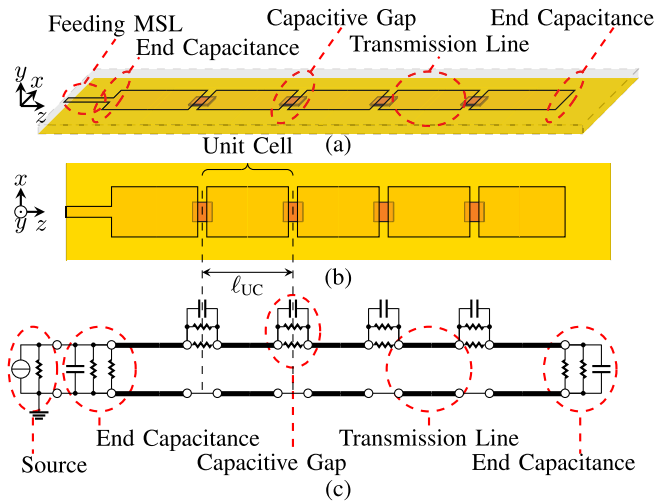 Feeding MSL
End Capacitance
Capacitive Gap
Transmission Line
End Capacitance
y
x
z
(a)
Unit Cell
x
y
z
(b)
ℓUC
(c)
End Capacitance
Transmission Line
Source
Capacitive Gap
End Capacitance